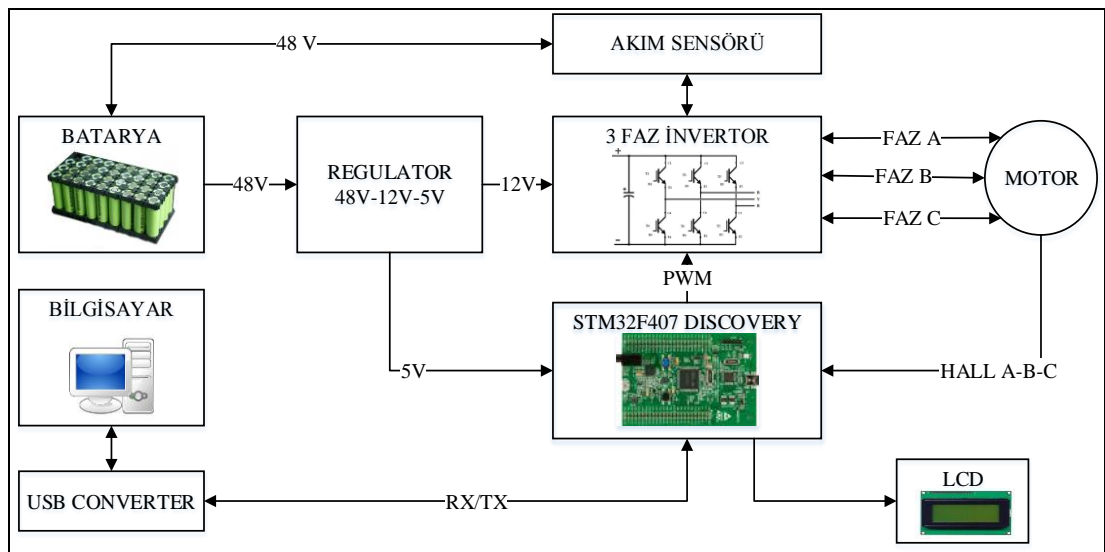 48 V
AKIM SENSÖRÜ
BATARYA
48V
REGULATOR
48V-12V-5V
12V
3 FAZ İNVERTOR
FAZ A
FAZ B
FAZ C
MOTOR
PWM
BİLGİSAYAR
5V
STM32F407 DISCOVERY
HALL A-B-C
USB CONVERTER
RX/TX
LCD